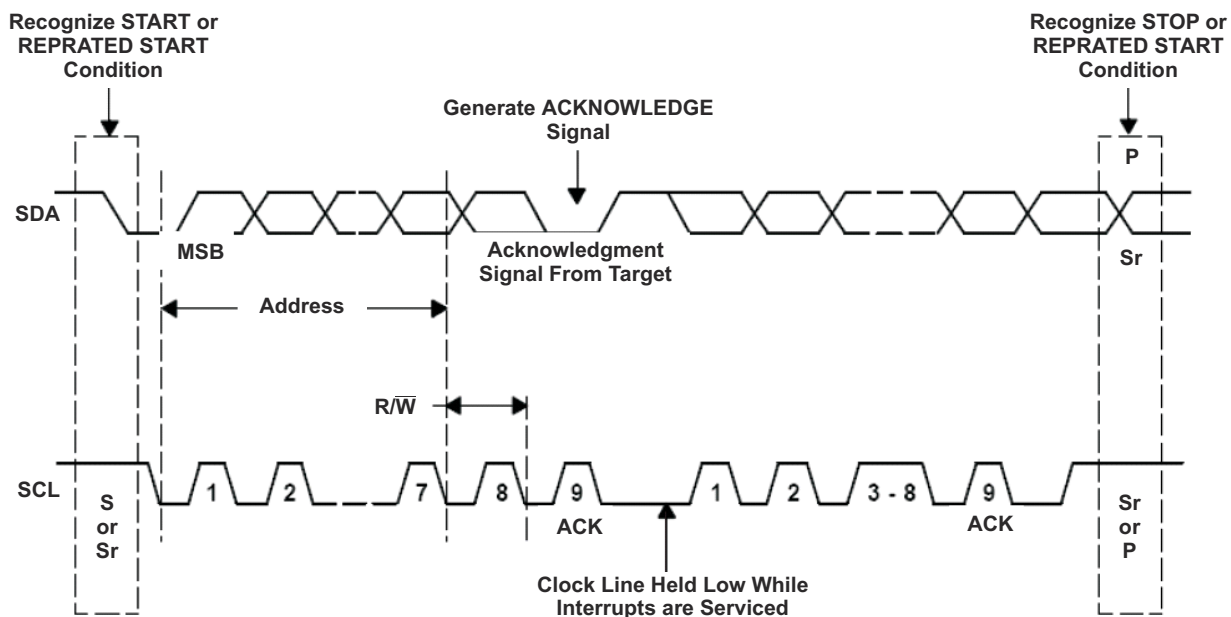 Recognize START or
REPRATED START
Condition
Recognize STOP or
REPRATED START
Condition
Generate ACKNOWLEDGE
Signal
P
SDA
MSB
Acknowledgment
Signal From Target
Sr
Address
R/W̅
SCL
1
2
7
8
9
1
2
3 - 8
9
ACK
ACK
S
or
Sr
Sr
or
P
Clock Line Held Low While
Interrupts are Serviced